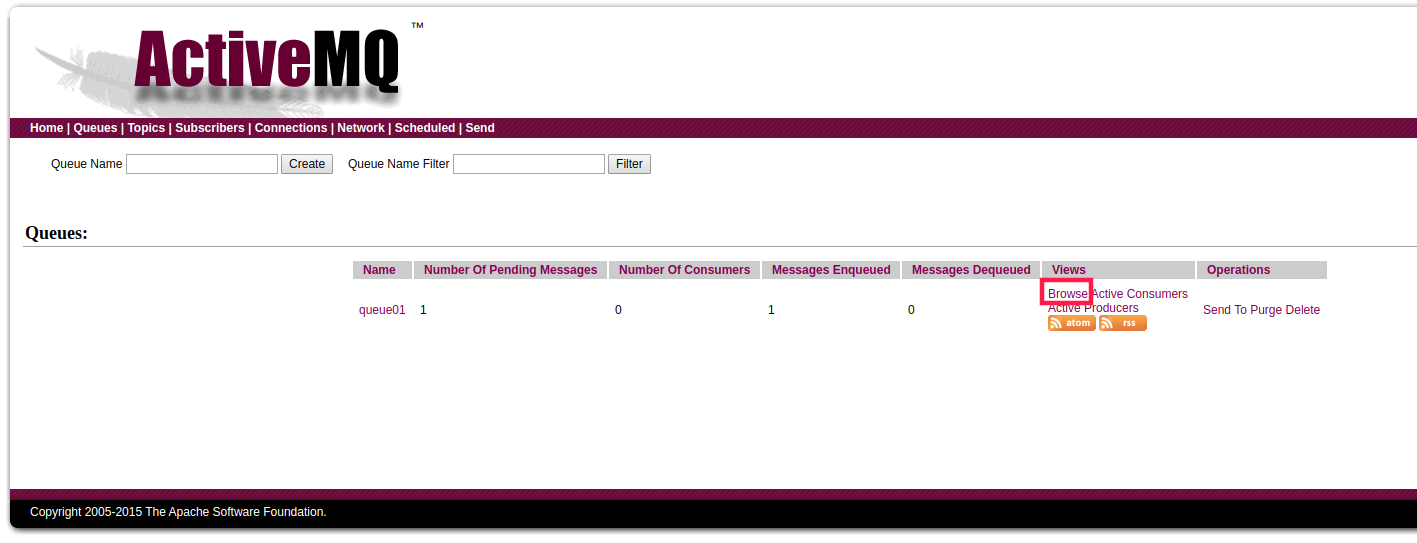 ActiveMQ ™
Home | Queues | Topics | Subscribers | Connections | Network | Scheduled | Send
Queue Name Create Queue Name Filter Filter
Queues:
Name Number Of Pending Messages Number Of Consumers Messages Enqueued Messages Dequeued Views Operations
queue01 1 0 1 0 Browse Active Consumers
Active Producers
atom rss
Send To Purge Delete
Copyright 2005-2015 The Apache Software Foundation.